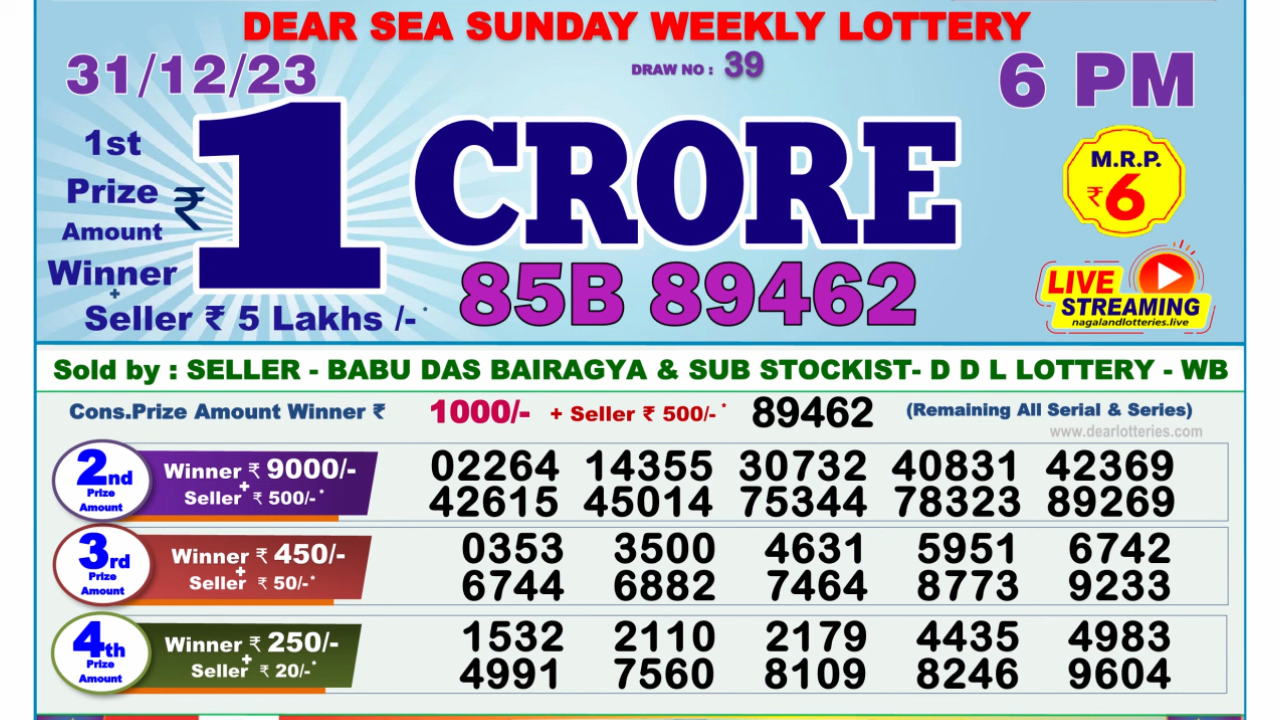 DEAR SEA SUNDAY WEEKLY LOTTERY
31/12/23
DRAW NO : 39
6 PM
1st
Prize
Amount
Winner
+
Seller ₹ 5 Lakhs /-*
₹ 1 CRORE
85B 89462
M.R.P.
₹6
LIVE
STREAMING
nagalandlotteries.live
Sold by : SELLER - BABU DAS BAIRAGYA & SUB STOCKIST- D D L LOTTERY - WB
Cons.Prize Amount Winner ₹ 1000/- + Seller ₹ 500/-* 89462 (Remaining All Serial & Series)
www.dearlotteries.com
2nd
Prize
Amount
Winner ₹ 9000/-
+
Seller ₹ 500/-*
02264 14355 30732 40831 42369
42615 45014 75344 78323 89269
3rd
Prize
Amount
Winner ₹ 450/-
+
Seller ₹ 50/-*
0353 3500 4631 5951 6742
6744 6882 7464 8773 9233
4th
Prize
Amount
Winner ₹ 250/-
+
Seller ₹ 20/-*
1532 2110 2179 4435 4983
4991 7560 8109 8246 9604